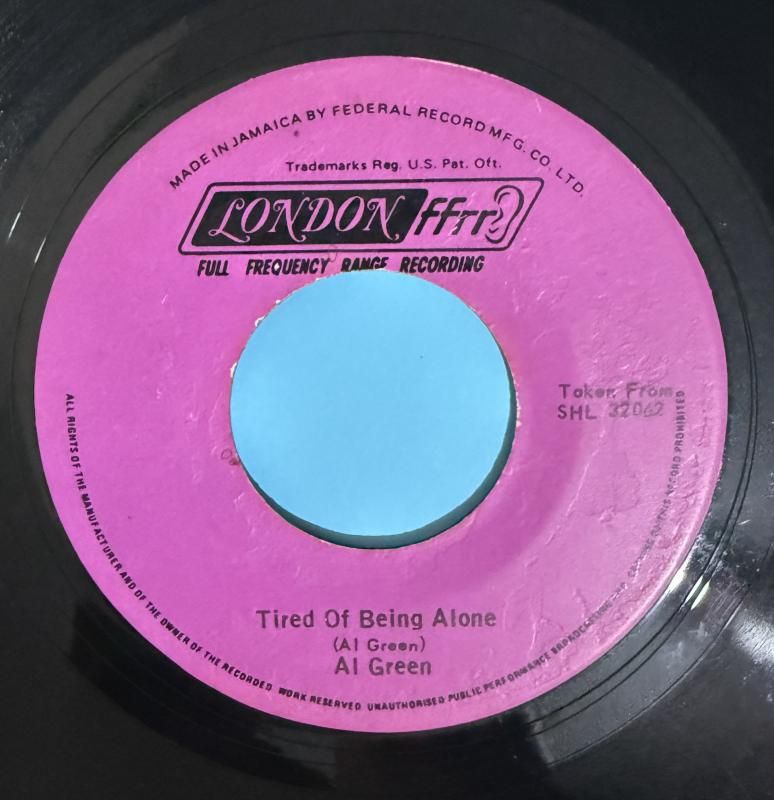 MADE IN JAMAICA BY FEDERAL RECORD MFG. CO. LTD.
Trademarks Reg. U.S. Pat. Oft.
LONDON ffrr
FULL FREQUENCY RANGE RECORDING
Taken From
SHL 32062
Tired Of Being Alone
(Al Green)
Al Green
ALL RIGHTS OF THE MANUFACTURER AND OF THE OWNER OF THE RECORDED WORK RESERVED UNAUTHORISED PUBLIC PERFORMANCE BROADCASTING AND COPYING OF THIS RECORD PROHIBITED